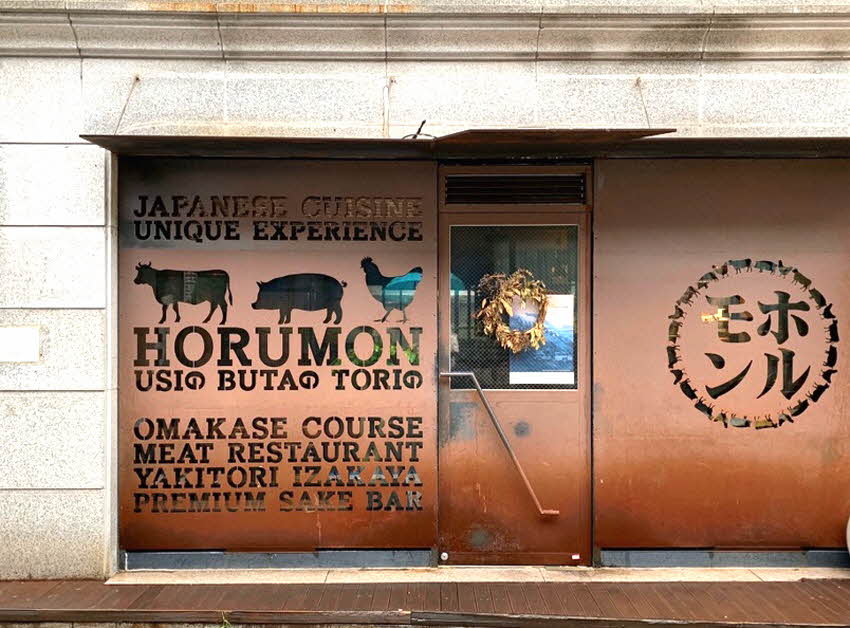 JAPANESE CUISINE
UNIQUE EXPERIENCE
HORUMON
USIの BUTAの TORIの
OMAKASE COURSE
MEAT RESTAURANT
YAKITORI IZAKAYA
PREMIUM SAKE BAR
ホル
モン